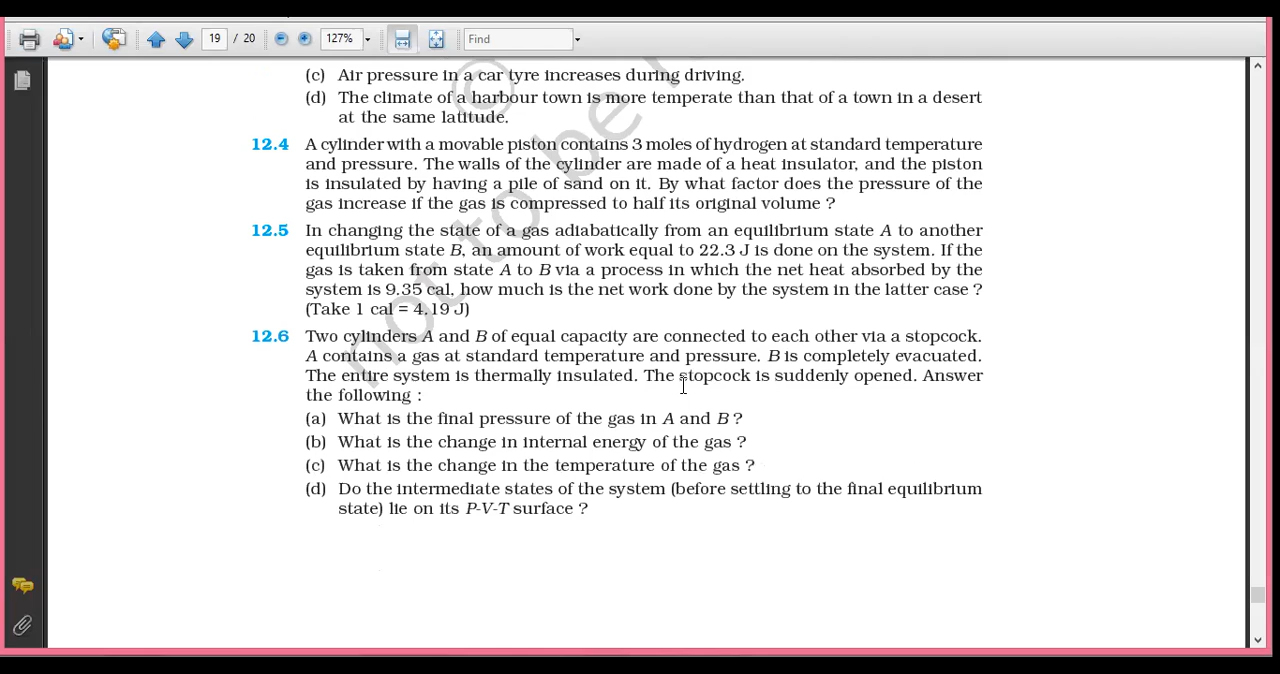 19 / 20 127% Find
(c) Air pressure in a car tyre increases during driving.
(d) The climate of a harbour town is more temperate than that of a town in a desert
at the same latitude.
12.4 A cylinder with a movable piston contains 3 moles of hydrogen at standard temperature
and pressure. The walls of the cylinder are made of a heat insulator, and the piston
is insulated by having a pile of sand on it. By what factor does the pressure of the
gas increase if the gas is compressed to half its original volume ?
12.5 In changing the state of a gas adiabatically from an equilibrium state A to another
equilibrium state B, an amount of work equal to 22.3 J is done on the system. If the
gas is taken from state A to B via a process in which the net heat absorbed by the
system is 9.35 cal, how much is the net work done by the system in the latter case ?
(Take 1 cal = 4.19 J)
12.6 Two cylinders A and B of equal capacity are connected to each other via a stopcock.
A contains a gas at standard temperature and pressure. B is completely evacuated.
The entire system is thermally insulated. The stopcock is suddenly opened. Answer
the following :
(a) What is the final pressure of the gas in A and B ?
(b) What is the change in internal energy of the gas ?
(c) What is the change in the temperature of the gas ?
(d) Do the intermediate states of the system (before settling to the final equilibrium
state) lie on its P-V-T surface ?
©
not to be r